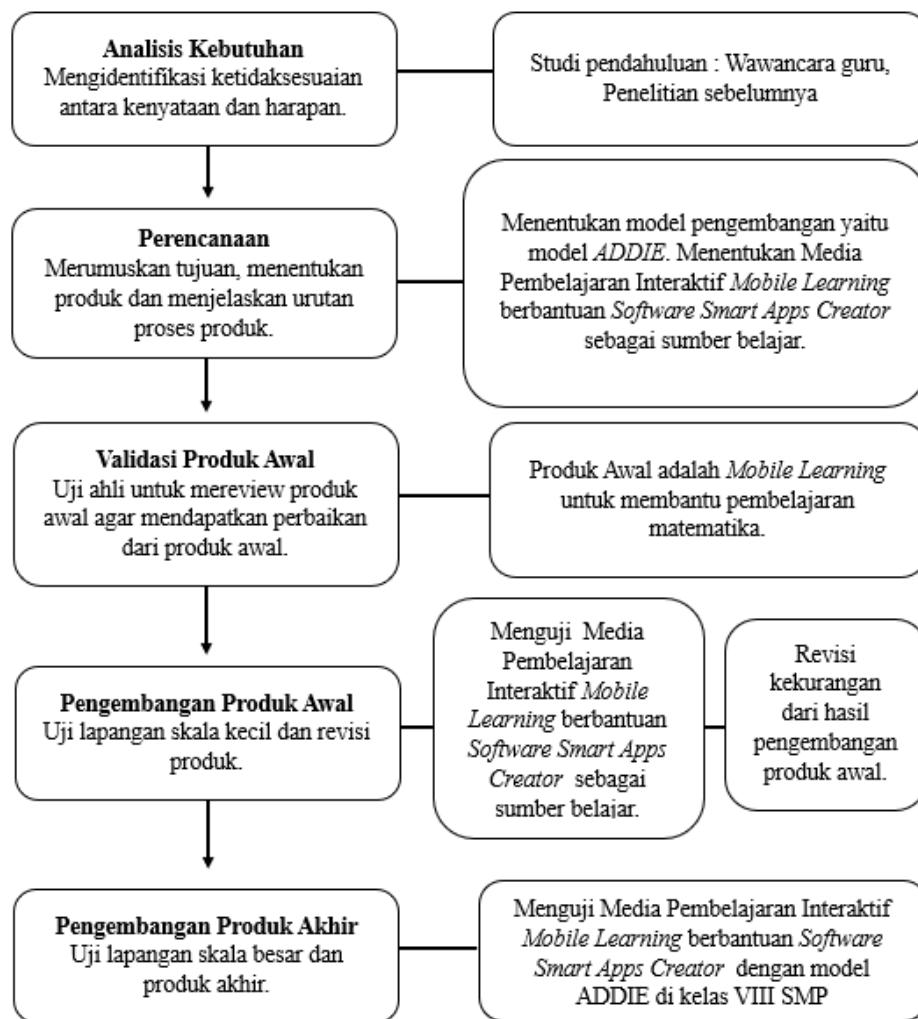 Analisis Kebutuhan
Mengidentifikasi ketidaksesuaian
antara kenyataan dan harapan.
Studi pendahuluan : Wawancara guru,
Penelitian sebelumnya
Perencanaan
Merumuskan tujuan, menentukan
produk dan menjelaskan urutan
proses produk.
Menentukan model pengembangan yaitu
model ADDIE. Menentukan Media
Pembelajaran Interaktif Mobile Learning
berbantuan Software Smart Apps Creator
sebagai sumber belajar.
Validasi Produk Awal
Uji ahli untuk mereview produk
awal agar mendapatkan perbaikan
dari produk awal.
Produk Awal adalah Mobile Learning
untuk membantu pembelajaran
matematika.
Pengembangan Produk Awal
Uji lapangan skala kecil dan revisi
produk.
Menguji Media
Pembelajaran
Interaktif Mobile
Learning berbantuan
Software Smart Apps
Creator sebagai
sumber belajar.
Revisi
kekurangan
dari hasil
pengembangan
produk awal.
Pengembangan Produk Akhir
Uji lapangan skala besar dan
produk akhir.
Menguji Media Pembelajaran Interaktif
Mobile Learning berbantuan Software
Smart Apps Creator dengan model
ADDIE di kelas VIII SMP